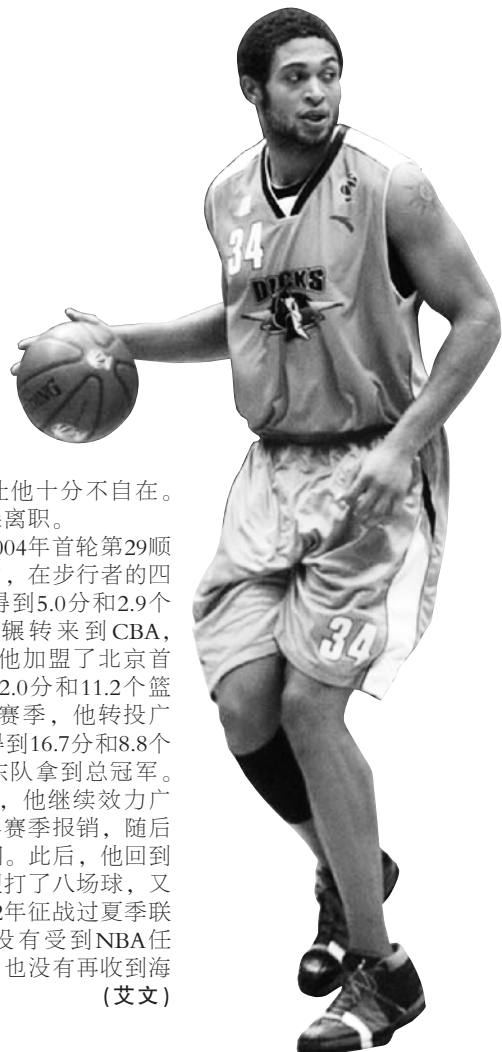 34
DUCKS
34
让他十分不自在。
离职。
004年首轮第29顺
，在步行者的四
得到5.0分和2.9个
辗转来到CBA,
他加盟了北京首
2.0分和11.2个篮
赛季，他转投广
得到16.7分和8.8个
东队拿到总冠军。
，他继续效力广
赛季报销，随后
。此后，他回到
打了八场球，又
2年征战过夏季联
没有受到NBA任
也没有再收到海
(艾文)